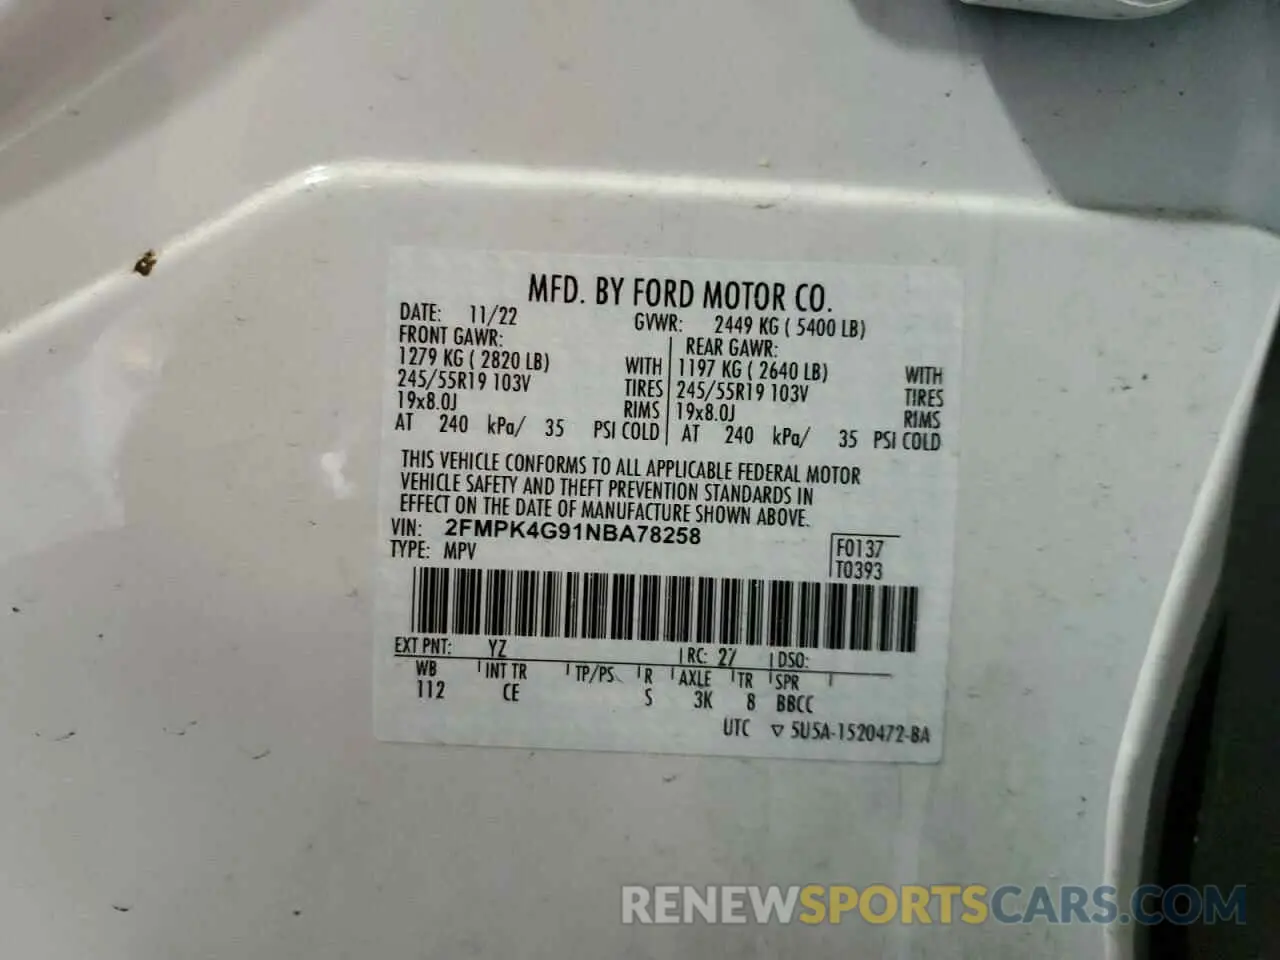 MFD. BY FORD MOTOR CO.
DATE: 11/22 GVWR: 2449 KG ( 5400 LB)
FRONT GAWR: REAR GAWR:
1279 KG ( 2820 LB) WITH 1197 KG ( 2640 LB) WITH
245/55R19 103V TIRES 245/55R19 103V TIRES
19x8.0J RIMS 19x8.0J RIMS
AT 240 kPa/ 35 PSI COLD AT 240 kPa/ 35 PSI COLD
THIS VEHICLE CONFORMS TO ALL APPLICABLE FEDERAL MOTOR
VEHICLE SAFETY AND THEFT PREVENTION STANDARDS IN
EFFECT ON THE DATE OF MANUFACTURE SHOWN ABOVE.
VIN: 2FMPK4G91NBA78258
TYPE: MPV
F0137
T0393
EXT PNT: YZ RC: 27 DSO:
WB INT TR TP/PS R AXLE TR SPR
112 CE S 3K 8 BBCC
UTC ▽ 5U5A-1520472-BA
RENEWSPORTSCARS.COM